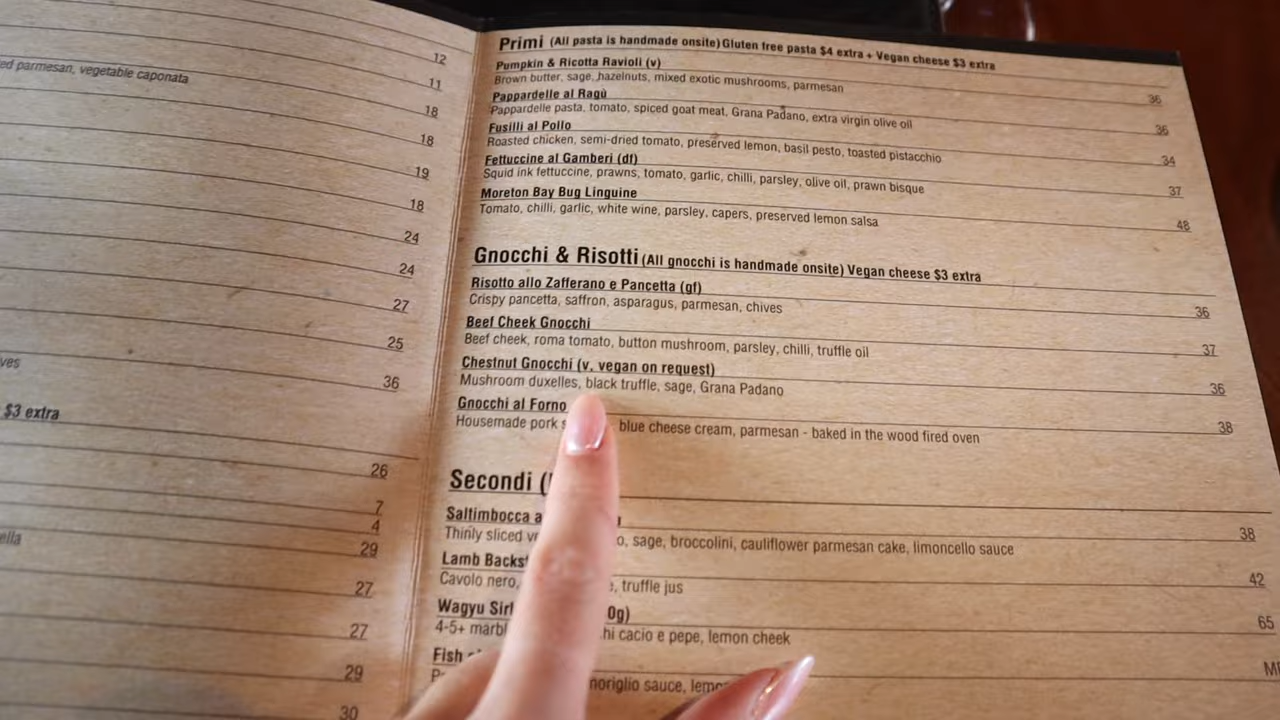 12
11
ed parmesan, vegetable caponata
18
18
19
18
24
24
27
25
ves
36
$3 extra
26
7
4
29
ella
27
27
29
30
Primi (All pasta is handmade onsite) Gluten free pasta $4 extra + Vegan cheese $3 extra
Pumpkin & Ricotta Ravioli (v)
Brown butter, sage, hazelnuts, mixed exotic mushrooms, parmesan 36
Pappardelle al Ragù
Pappardelle pasta, tomato, spiced goat meat, Grana Padano, extra virgin olive oil 36
Fusilli al Pollo
Roasted chicken, semi-dried tomato, preserved lemon, basil pesto, toasted pistacchio 34
Fettuccine al Gamberi (df)
Squid ink fettuccine, prawns, tomato, garlic, chilli, parsley, olive oil, prawn bisque 37
Moreton Bay Bug Linguine
Tomato, chilli, garlic, white wine, parsley, capers, preserved lemon salsa 48
Gnocchi & Risotti (All gnocchi is handmade onsite) Vegan cheese $3 extra
Risotto allo Zafferano e Pancetta (gf)
Crispy pancetta, saffron, asparagus, parmesan, chives 36
Beef Cheek Gnocchi
Beef cheek, roma tomato, button mushroom, parsley, chilli, truffle oil 37
Chestnut Gnocchi (v, vegan on request)
Mushroom duxelles, black truffle, sage, Grana Padano 36
Gnocchi al Forno
Housemade pork blue cheese cream, parmesan - baked in the wood fired oven 38
Secondi
Saltimbocca
Thinly sliced sage, broccolini, cauliflower parmesan cake, limoncello sauce 38
Lamb
Cavolo nero, truffle jus 42
Wagyu 0g)
4-5+ cacio e pepe, lemon cheek 65
Fish
noriglio sauce,